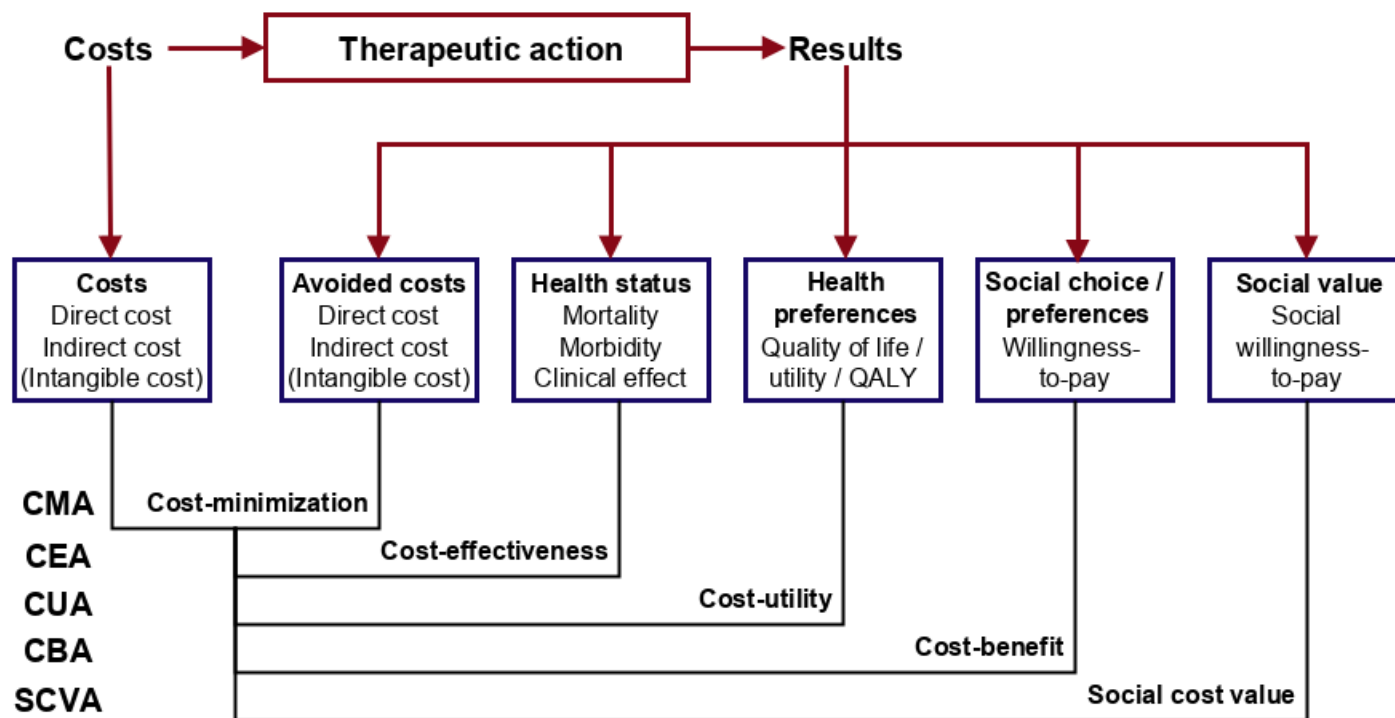 Costs
Therapeutic action
Results
Costs
Direct cost
Indirect cost
(Intangible cost)
Avoided costs
Direct cost
Indirect cost
(Intangible cost)
Health status
Mortality
Morbidity
Clinical effect
Health
preferences
Quality of life /
utility / QALY
Social choice /
preferences
Willingness-
to-pay
Social value
Social
willingness-
to-pay
CMA
Cost-minimization
CEA
Cost-effectiveness
CUA
Cost-utility
CBA
Cost-benefit
SCVA
Social cost value